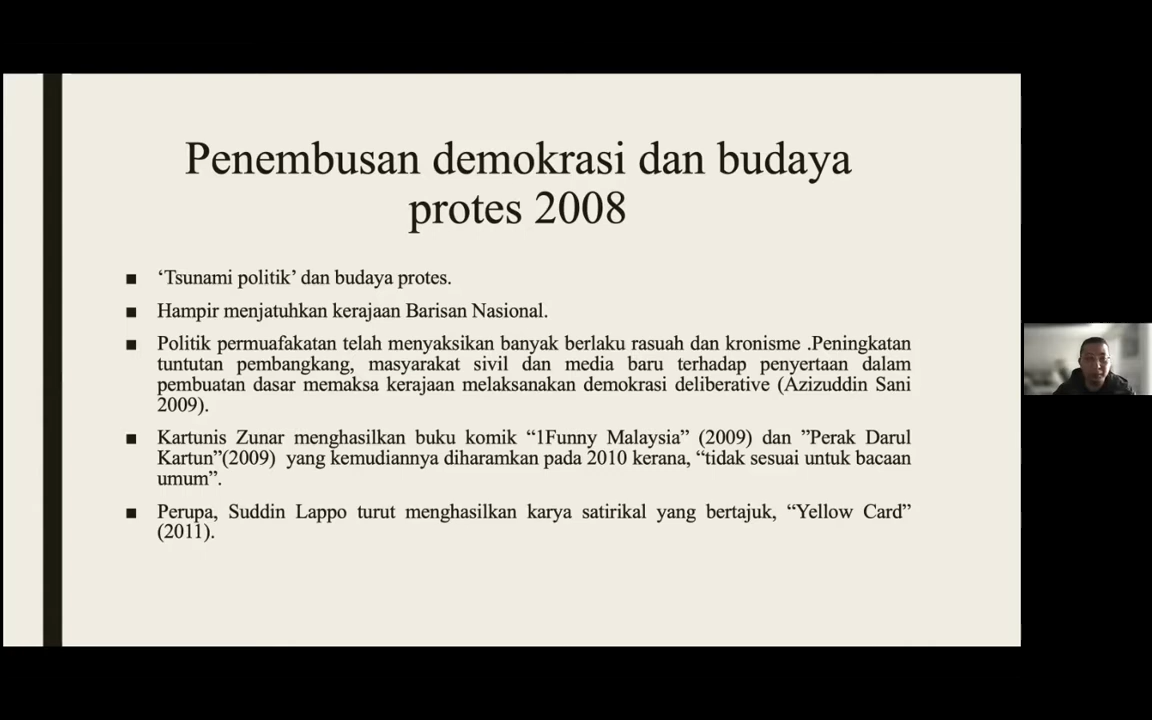 Penembusan demokrasi dan budaya
protes 2008
■ ‘Tsunami politik’ dan budaya protes.
■ Hampir menjatuhkan kerajaan Barisan Nasional.
■ Politik permuafakatan telah menyaksikan banyak berlaku rasuah dan kronisme .Peningkatan
tuntutan pembangkang, masyarakat sivil dan media baru terhadap penyertaan dalam
pembuatan dasar memaksa kerajaan melaksanakan demokrasi deliberative (Azizuddin Sani
2009).
■ Kartunis Zunar menghasilkan buku komik “1Funny Malaysia” (2009) dan ”Perak Darul
Kartun”(2009) yang kemudiannya diharamkan pada 2010 kerana, “tidak sesuai untuk bacaan
umum”.
■ Perupa, Suddin Lappo turut menghasilkan karya satirikal yang bertajuk, “Yellow Card”
(2011).